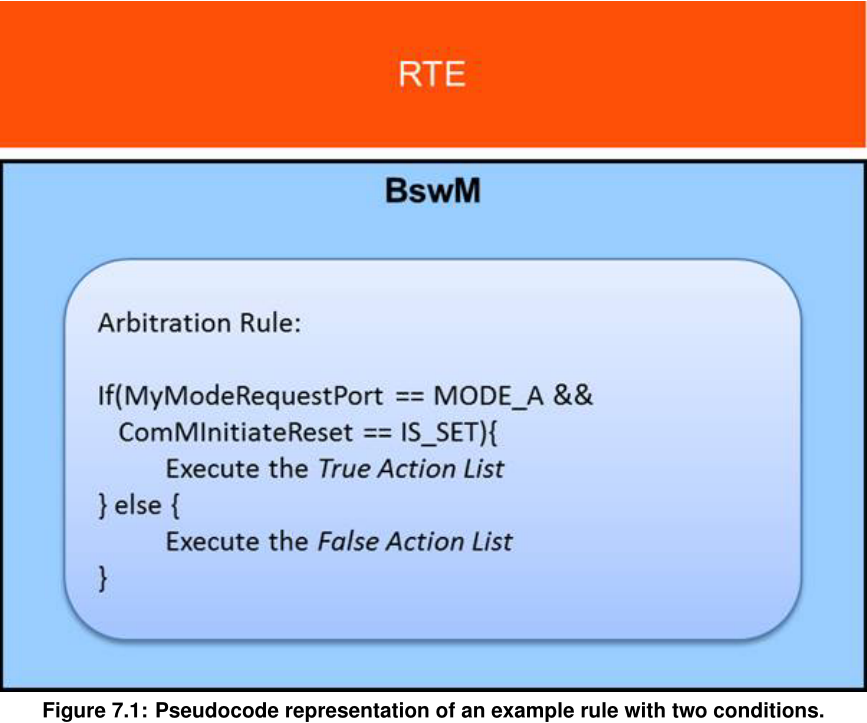 RTE
BswM
Arbitration Rule:
If(MyModeRequestPort == MODE_A &&
ComMInitiateReset == IS_SET){
Execute the True Action List
} else {
Execute the False Action List
}
Figure 7.1: Pseudocode representation of an example rule with two conditions.